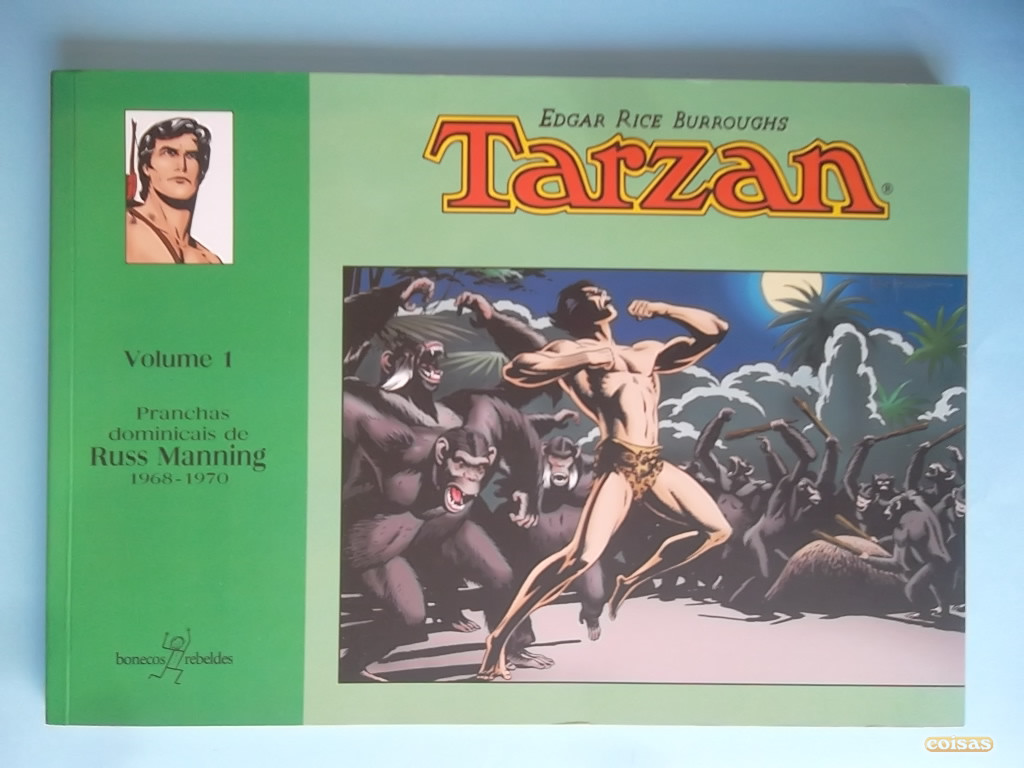 EDGAR RICE BURROUGHS
Tarzan®
Volume 1
Pranchas
dominicais de
Russ Manning
1968-1970
bonecos rebeldes
coisas